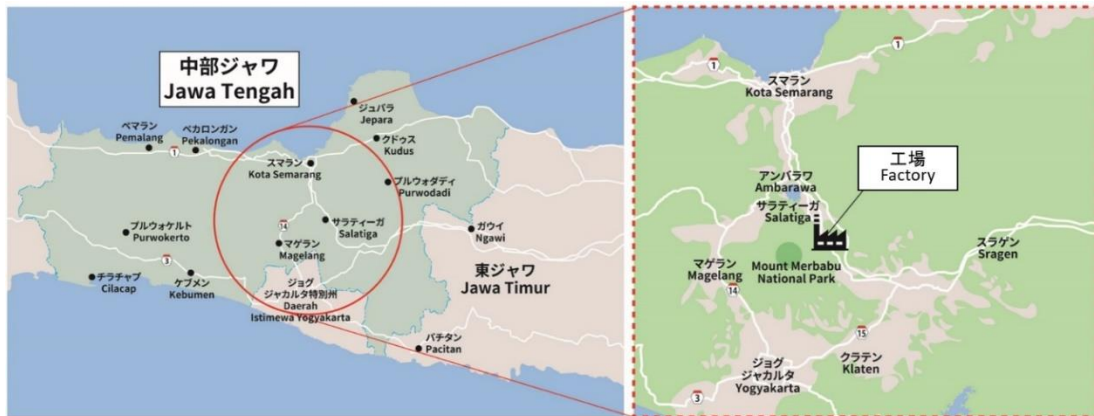 中部ジャワ
Jawa Tengah
ジュパラ
Jepara
ペマラン
Pemalang
ペカロンガン
Pekalongan
クドゥス
Kudus
1
スマラン
Kota Semarang
プルウォダディ
Purwodadi
プルウォケルト
Purwokerto
14
サラティーガ
Salatiga
ガウイ
Ngawi
マゲラン
Magelang
3
チラチャプ
Cilacap
ケブメン
Kebumen
ジョグ
ジャカルタ特別州
Daerah
Istimewa Yogyakarta
東ジャワ
Jawa Timur
パチタン
Pacitan
1
1
スマラン
Kota Semarang
工場
Factory
アンバラワ
Ambarawa
サラティーガ
Salatiga
スラゲン
Sragen
マゲラン
Magelang
Mount Merbabu
National Park
14
15
ジョグ
ジャカルタ
Yogyakarta
クラテン
Klaten
3